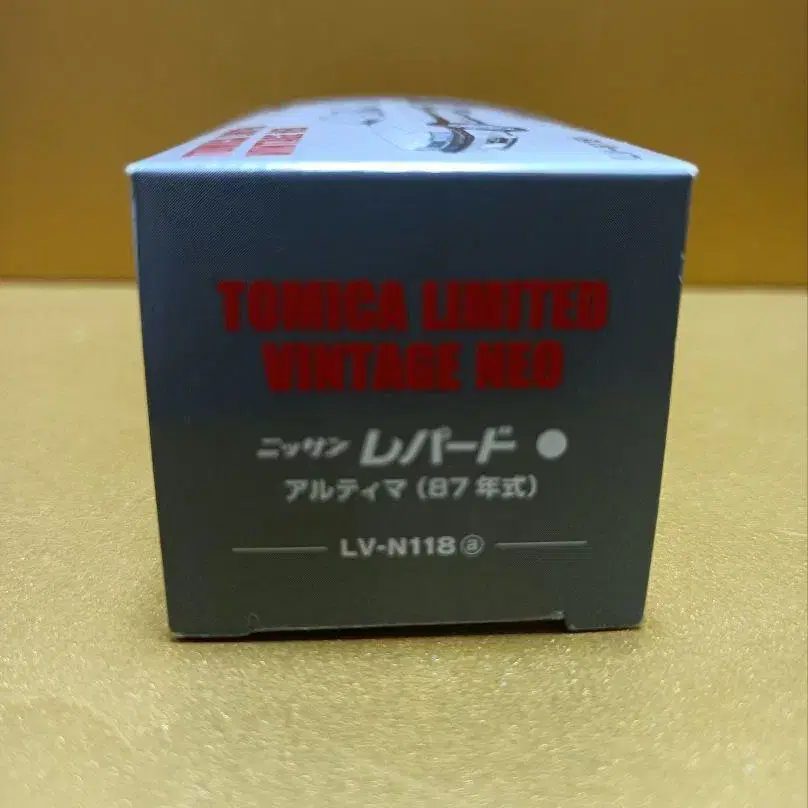 TOMICA LIMITED
VINTAGE NEO
ニッサン レパード
アルティマ (87年式)
LV-N118 ⓐ